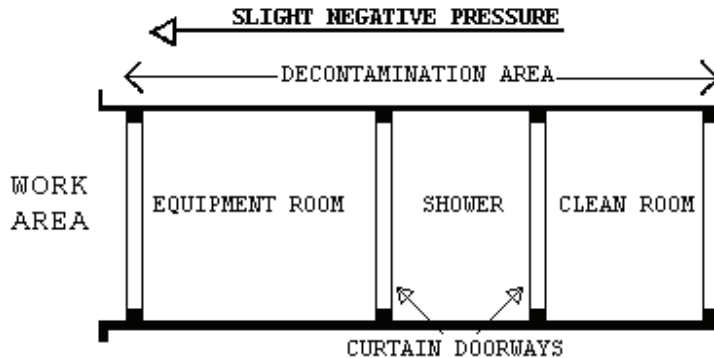 SLIGHT NEGATIVE PRESSURE
DECONTAMINATION AREA
WORK
AREA
EQUIPMENT ROOM
SHOWER
CLEAN ROOM
CURTAIN DOORWAYS